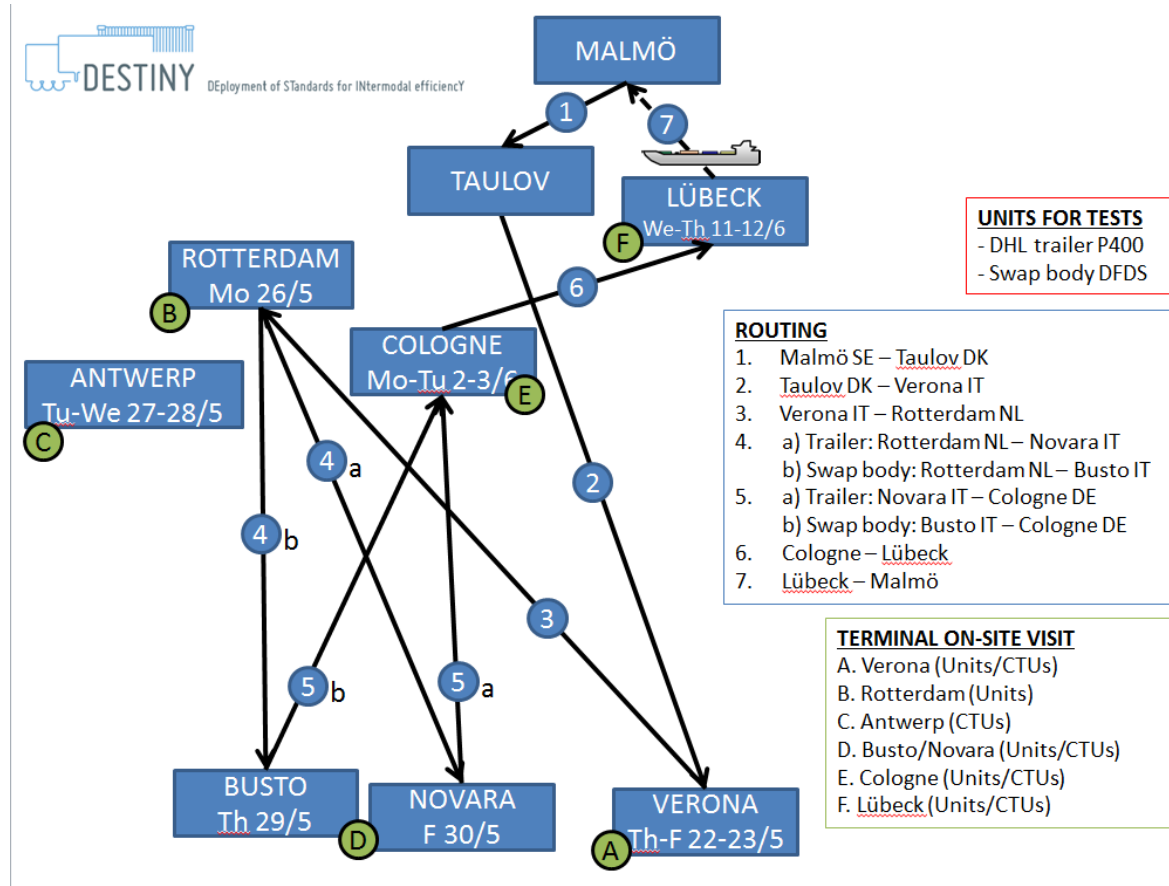 DESTINY DEployment of STandards for INtermodal efficiencY
MALMÖ
1
7
TAULOV
LÜBECK
We-Th 11-12/6
F
ROTTERDAM
Mo 26/5
B
6
COLOGNE
Mo-Tu 2-3/6
E
ANTWERP
Tu-We 27-28/5
C
4 a
2
4 b
3
5 b
5 a
BUSTO
Th 29/5
D
NOVARA
F 30/5
VERONA
Th-F 22-23/5
A
UNITS FOR TESTS
- DHL trailer P400
- Swap body DFDS
ROUTING
1. Malmö SE – Taulov DK
2. Taulov DK – Verona IT
3. Verona IT – Rotterdam NL
4. a) Trailer: Rotterdam NL – Novara IT
b) Swap body: Rotterdam NL – Busto IT
5. a) Trailer: Novara IT – Cologne DE
b) Swap body: Busto IT – Cologne DE
6. Cologne – Lübeck
7. Lübeck – Malmö
TERMINAL ON-SITE VISIT
A. Verona (Units/CTUs)
B. Rotterdam (Units)
C. Antwerp (CTUs)
D. Busto/Novara (Units/CTUs)
E. Cologne (Units/CTUs)
F. Lübeck (Units/CTUs)